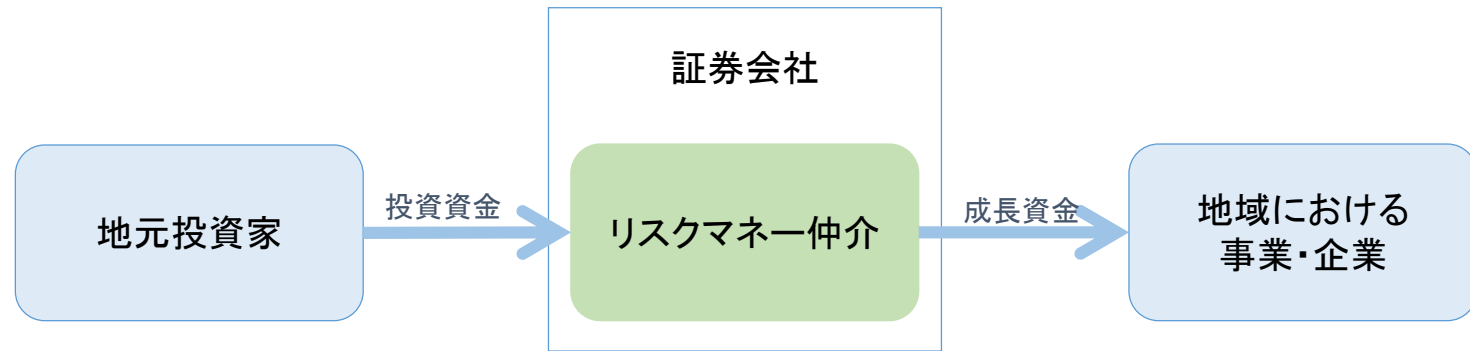 証券会社
地元投資家
投資資金
リスクマネー仲介
成長資金
地域における
事業・企業